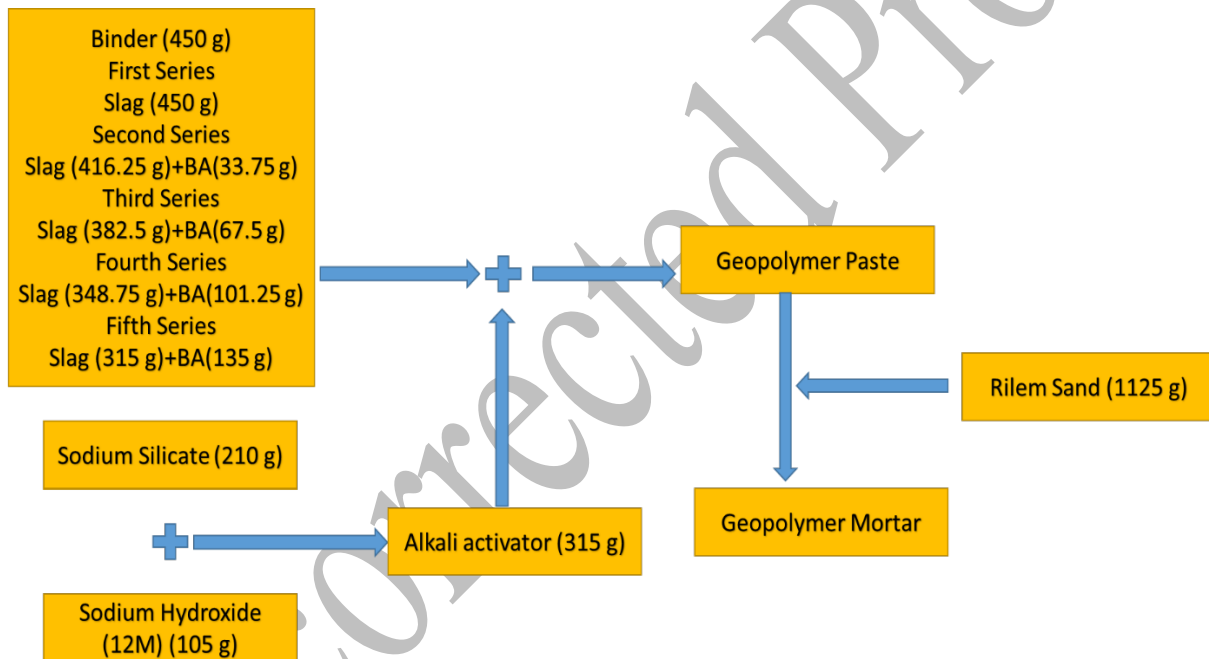 Binder (450 g)
First Series
Slag (450 g)
Second Series
Slag (416.25 g)+BA(33.75 g)
Third Series
Slag (382.5 g)+BA(67.5 g)
Fourth Series
Slag (348.75 g)+BA(101.25 g)
Fifth Series
Slag (315 g)+BA(135 g)
Sodium Silicate (210 g)
Sodium Hydroxide
(12M) (105 g)
Alkali activator (315 g)
Geopolymer Paste
Rilem Sand (1125 g)
Geopolymer Mortar
orrected Pro